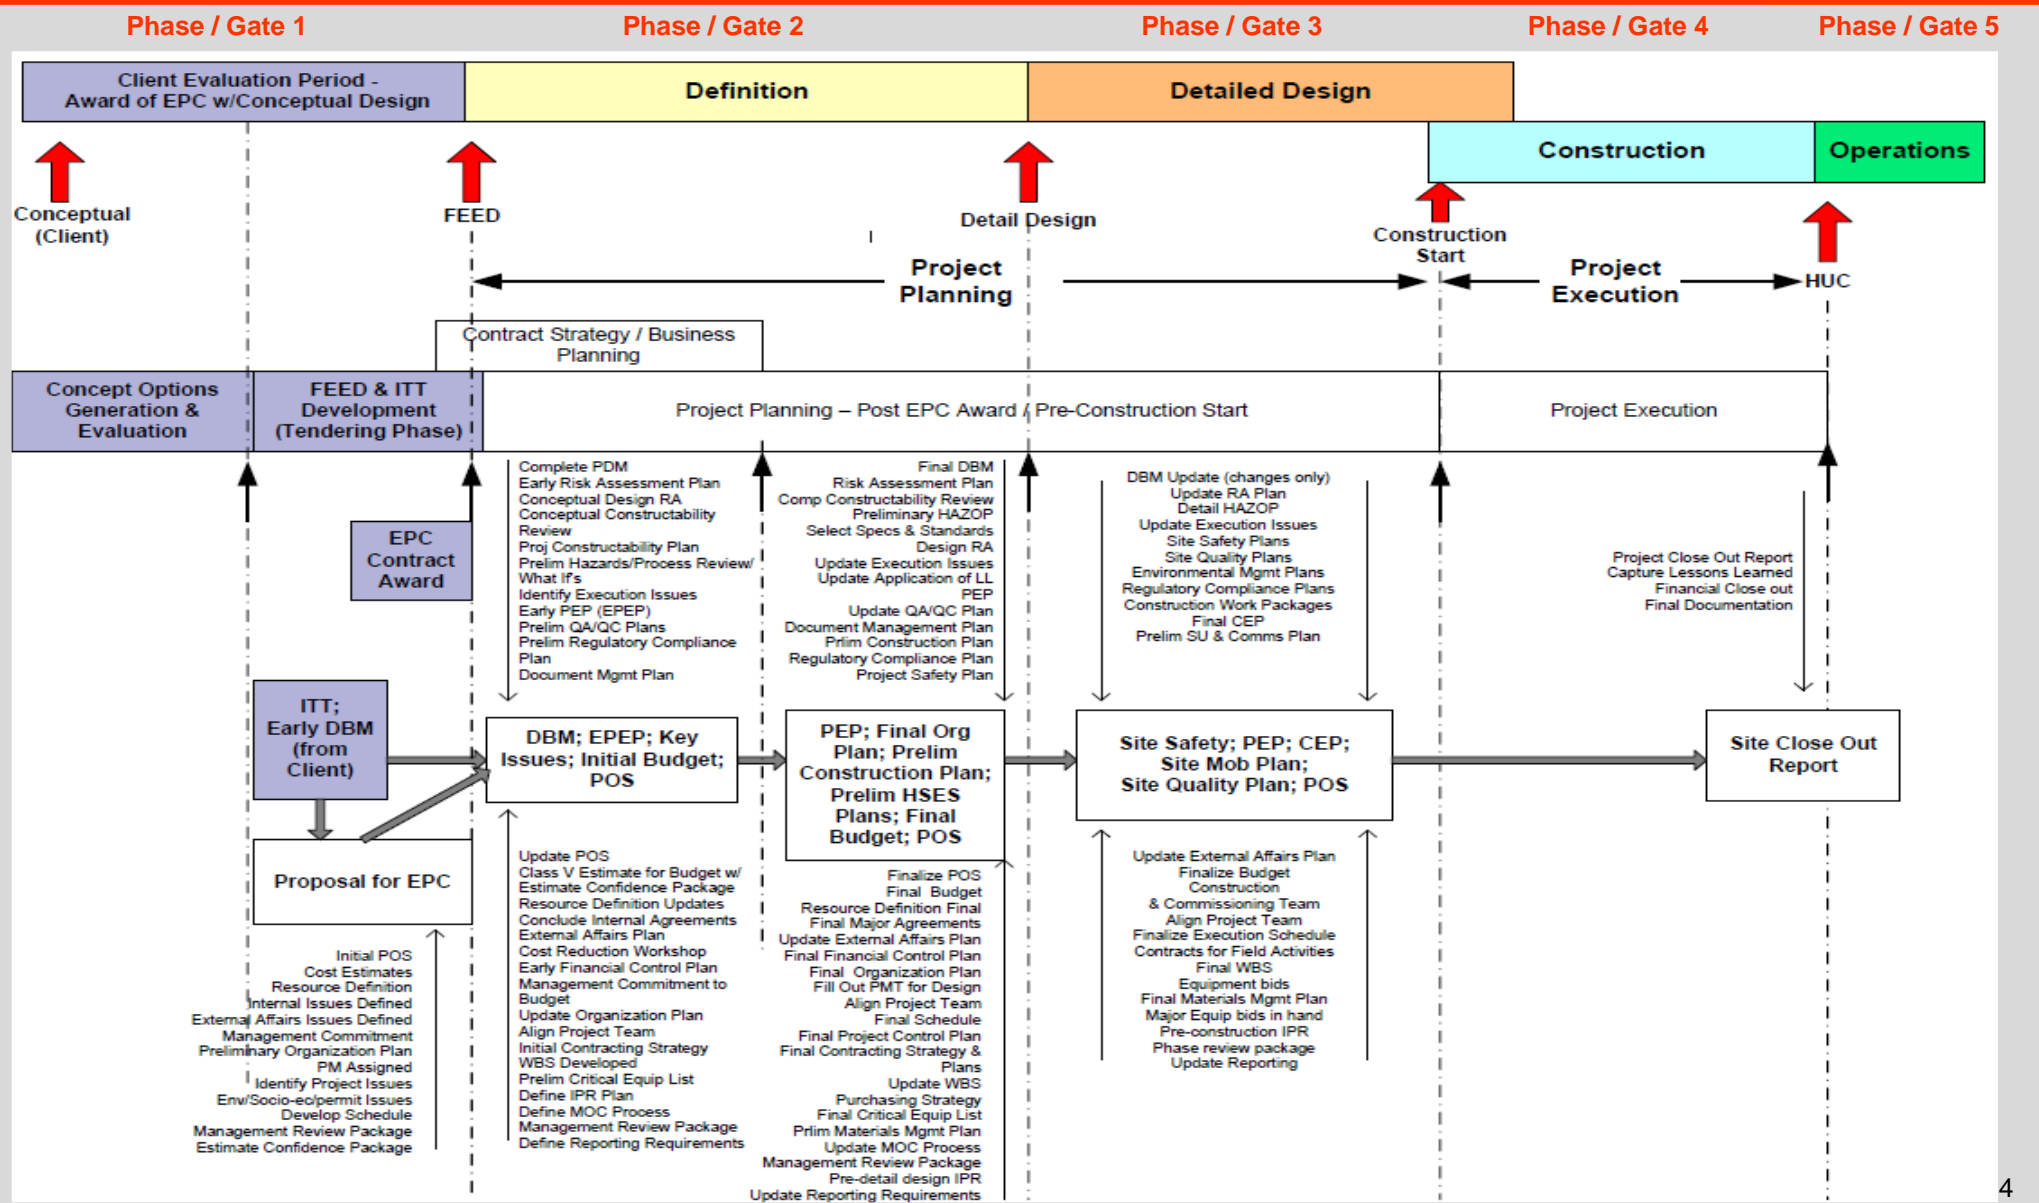 Phase / Gate 1
Phase / Gate 2
Phase / Gate 3
Phase / Gate 4
Phase / Gate 5
Client Evaluation Period -
Award of EPC w/Conceptual Design
Definition
Detailed Design
Construction
Operations
Conceptual
(Client)
FEED
Detail Design
Construction
Start
HUC
Project
Planning
Project
Execution
Contract Strategy / Business
Planning
Concept Options
Generation &
Evaluation
FEED & ITT
Development
(Tendering Phase)
Project Planning – Post EPC Award / Pre-Construction Start
Project Execution
EPC
Contract
Award
Complete PDM
Early Risk Assessment Plan
Conceptual Design RA
Conceptual Constructability
Review
Proj Constructability Plan
Prelim Hazards/Process Review/
What If's
Identify Execution Issues
Early PEP (EPEP)
Prelim QA/QC Plans
Prelim Regulatory Compliance
Plan
Document Mgmt Plan
Final DBM
Risk Assessment Plan
Comp Constructability Review
Preliminary HAZOP
Select Specs & Standards
Design RA
Update Execution Issues
Update Application of LL
PEP
Update QA/QC Plan
Document Management Plan
Prlim Construction Plan
Regulatory Compliance Plan
Project Safety Plan
DBM Update (changes only)
Update RA Plan
Detail HAZOP
Update Execution Issues
Site Safety Plans
Site Quality Plans
Environmental Mgmt Plans
Regulatory Compliance Plans
Construction Work Packages
Final CEP
Prelim SU & Comms Plan
Project Close Out Report
Capture Lessons Learned
Financial Close out
Final Documentation
ITT;
Early DBM
(from
Client)
DBM; EPEP; Key
Issues; Initial Budget;
POS
PEP; Final Org
Plan; Prelim
Construction Plan;
Prelim HSES
Plans; Final
Budget; POS
Site Safety; PEP; CEP;
Site Mob Plan;
Site Quality Plan; POS
Site Close Out
Report
Proposal for EPC
Initial POS
Cost Estimates
Resource Definition
Internal Issues Defined
External Affairs Issues Defined
Management Commitment
Preliminary Organization Plan
PM Assigned
Identify Project Issues
Env/Socio-ec/permit Issues
Develop Schedule
Management Review Package
Estimate Confidence Package
Update POS
Class V Estimate for Budget w/
Estimate Confidence Package
Resource Definition Updates
Conclude Internal Agreements
External Affairs Plan
Cost Reduction Workshop
Early Financial Control Plan
Management Commitment to
Budget
Update Organization Plan
Align Project Team
Initial Contracting Strategy
WBS Developed
Prelim Critical Equip List
Define IPR Plan
Define MOC Process
Management Review Package
Define Reporting Requirements
Finalize POS
Final Budget
Resource Definition Final
Final Major Agreements
Update External Affairs Plan
Final Financial Control Plan
Final Organization Plan
Fill Out PMT for Design
Align Project Team
Final Schedule
Final Project Control Plan
Final Contracting Strategy &
Plans
Update WBS
Purchasing Strategy
Final Critical Equip List
Prlim Materials Mgmt Plan
Update MOC Process
Management Review Package
Pre-detail design IPR
Update Reporting Requirements
Update External Affairs Plan
Finalize Budget
Construction
& Commissioning Team
Align Project Team
Finalize Execution Schedule
Contracts for Field Activities
Final WBS
Equipment bids
Final Materials Mgmt Plan
Major Equip bids in hand
Pre-construction IPR
Phase review package
Update Reporting
4